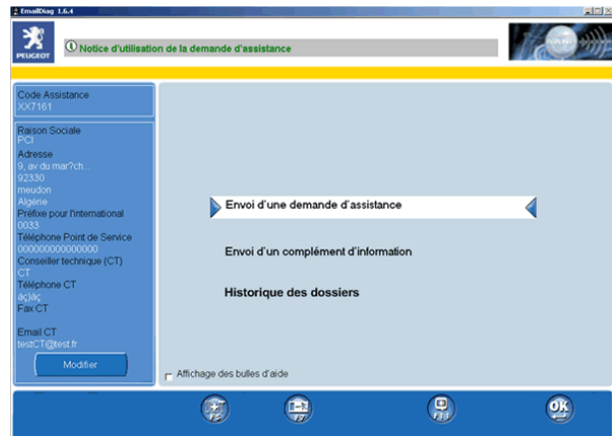 EmailDiag 1.6.4
PEUGEOT
Notice d'utilisation de la demande d'assistance
Code Assistance
XX7161
Raison Sociale
PCI
Adresse
9, av du mar?ch...
92330
meudon
Algérie
Préfixe pour l'international
0033
Téléphone Point de Service
00000000000000
Conseiller technique (CT)
CT
Téléphone CT
àç)àç
Fax CT
Email CT
testCT@test.fr
Modifier
Envoi d'une demande d'assistance
Envoi d'un complément d'information
Historique des dossiers
Affichage des bulles d'aide
OK